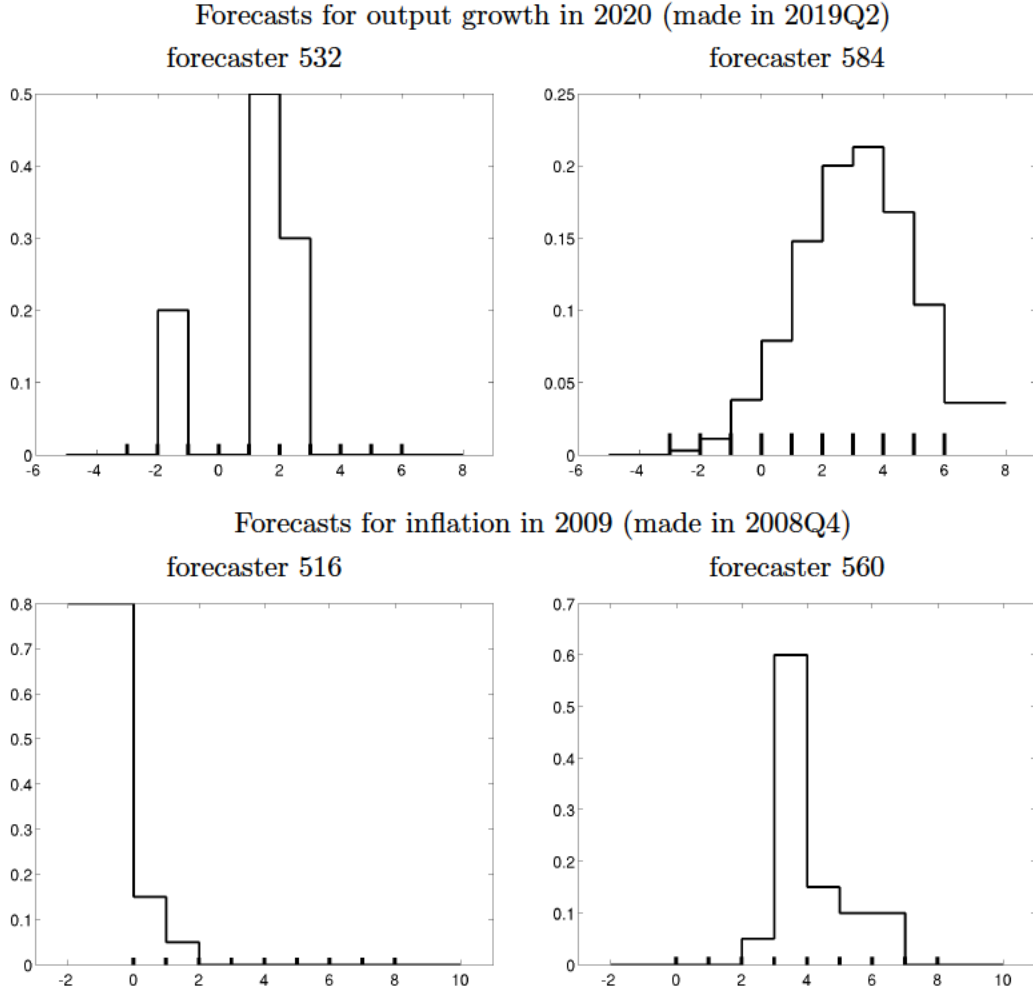 Forecasts for output growth in 2020 (made in 2019Q2)
forecaster 532
forecaster 584
0.5
0.4
0.3
0.2
0.1
0
-6 -4 -2 0 2 4 6 8
0.25
0.2
0.15
0.1
0.05
0
-6 -4 -2 0 2 4 6 8
Forecasts for inflation in 2009 (made in 2008Q4)
forecaster 516
forecaster 560
0.8
0.7
0.6
0.5
0.4
0.3
0.2
0.1
0
-2 0 2 4 6 8 10
0.7
0.6
0.5
0.4
0.3
0.2
0.1
0
-2 0 2 4 6 8 10